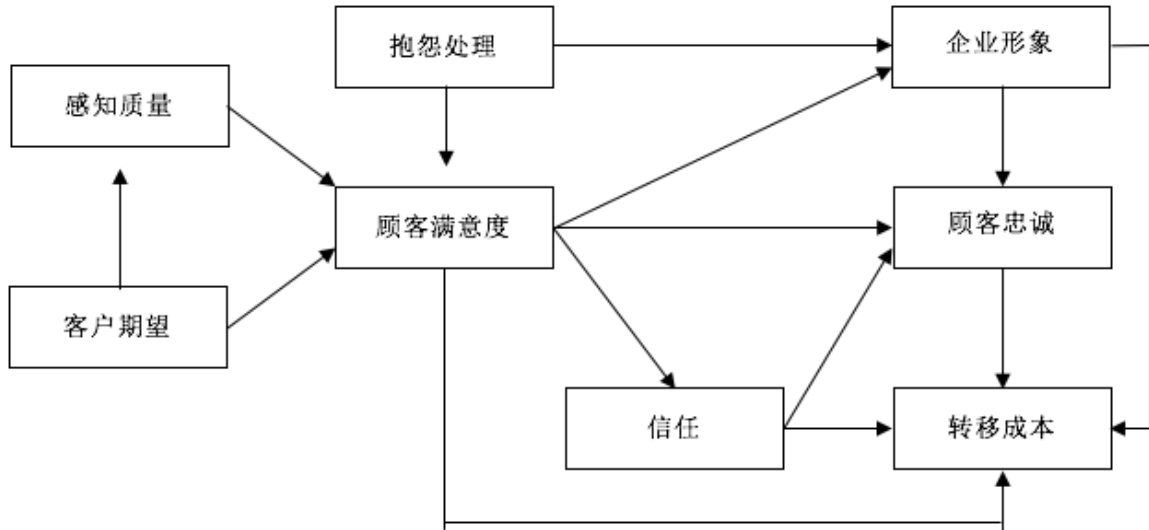 抱怨处理
企业形象
感知质量
顾客满意度
顾客忠诚
客户期望
信任
转移成本